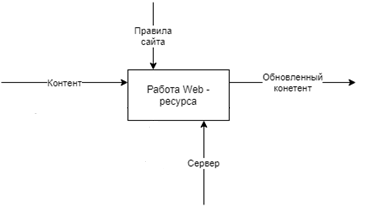 Правила
сайта
Контент
Работа Web -
ресурса
Обновленный
конетент
Сервер